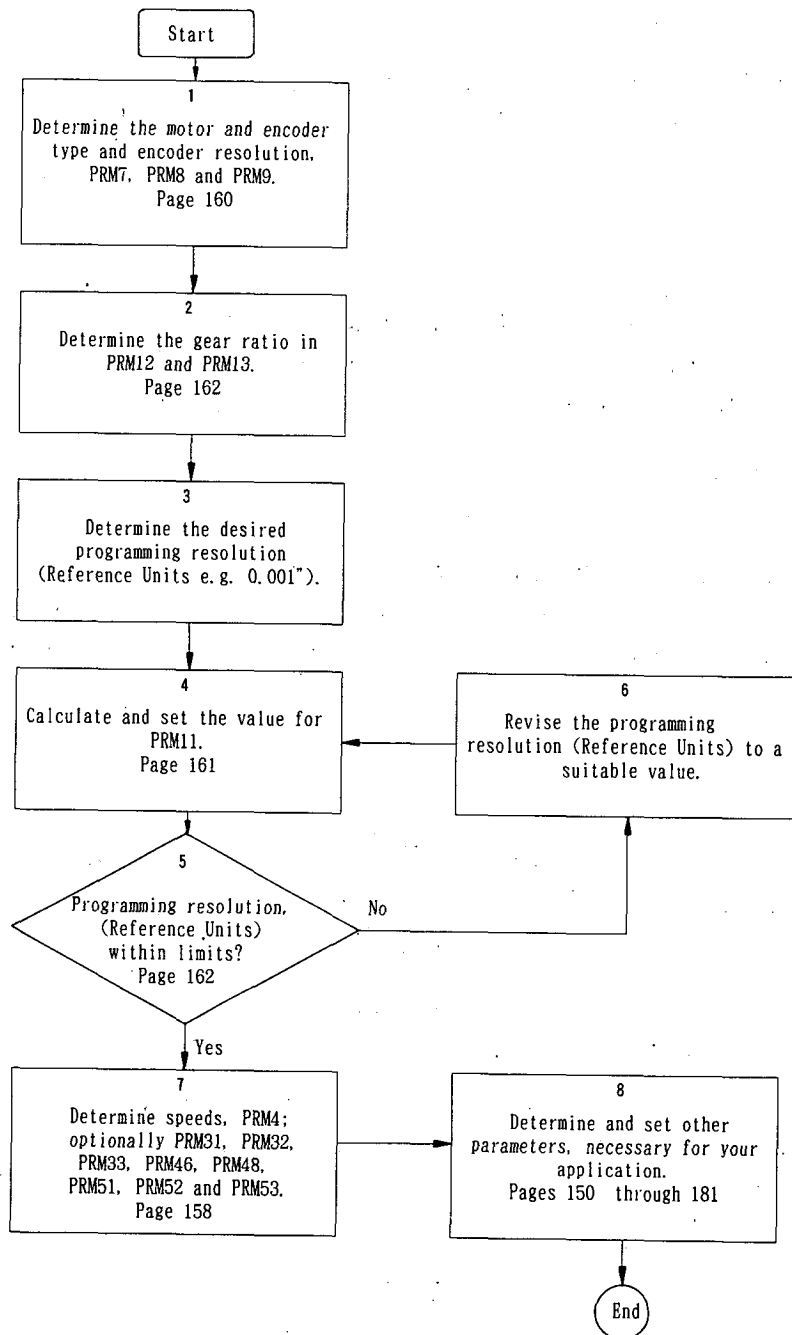 Start
1
Determine the motor and encoder
type and encoder resolution,
PRM7, PRM8 and PRM9.
Page 160
2
Determine the gear ratio in
PRM12 and PRM13.
Page 162
3
Determine the desired
programming resolution
(Reference Units e.g. 0.001").
4
Calculate and set the value for
PRM11.
Page 161
6
Revise the programming
resolution (Reference Units) to a
suitable value.
5
Programming resolution,
(Reference Units)
within limits?
Page 162
No
Yes
7
Determine speeds, PRM4;
optionally PRM31, PRM32,
PRM33, PRM46, PRM48,
PRM51, PRM52 and PRM53.
Page 158
8
Determine and set other
parameters, necessary for your
application.
Pages 150 through 181
End